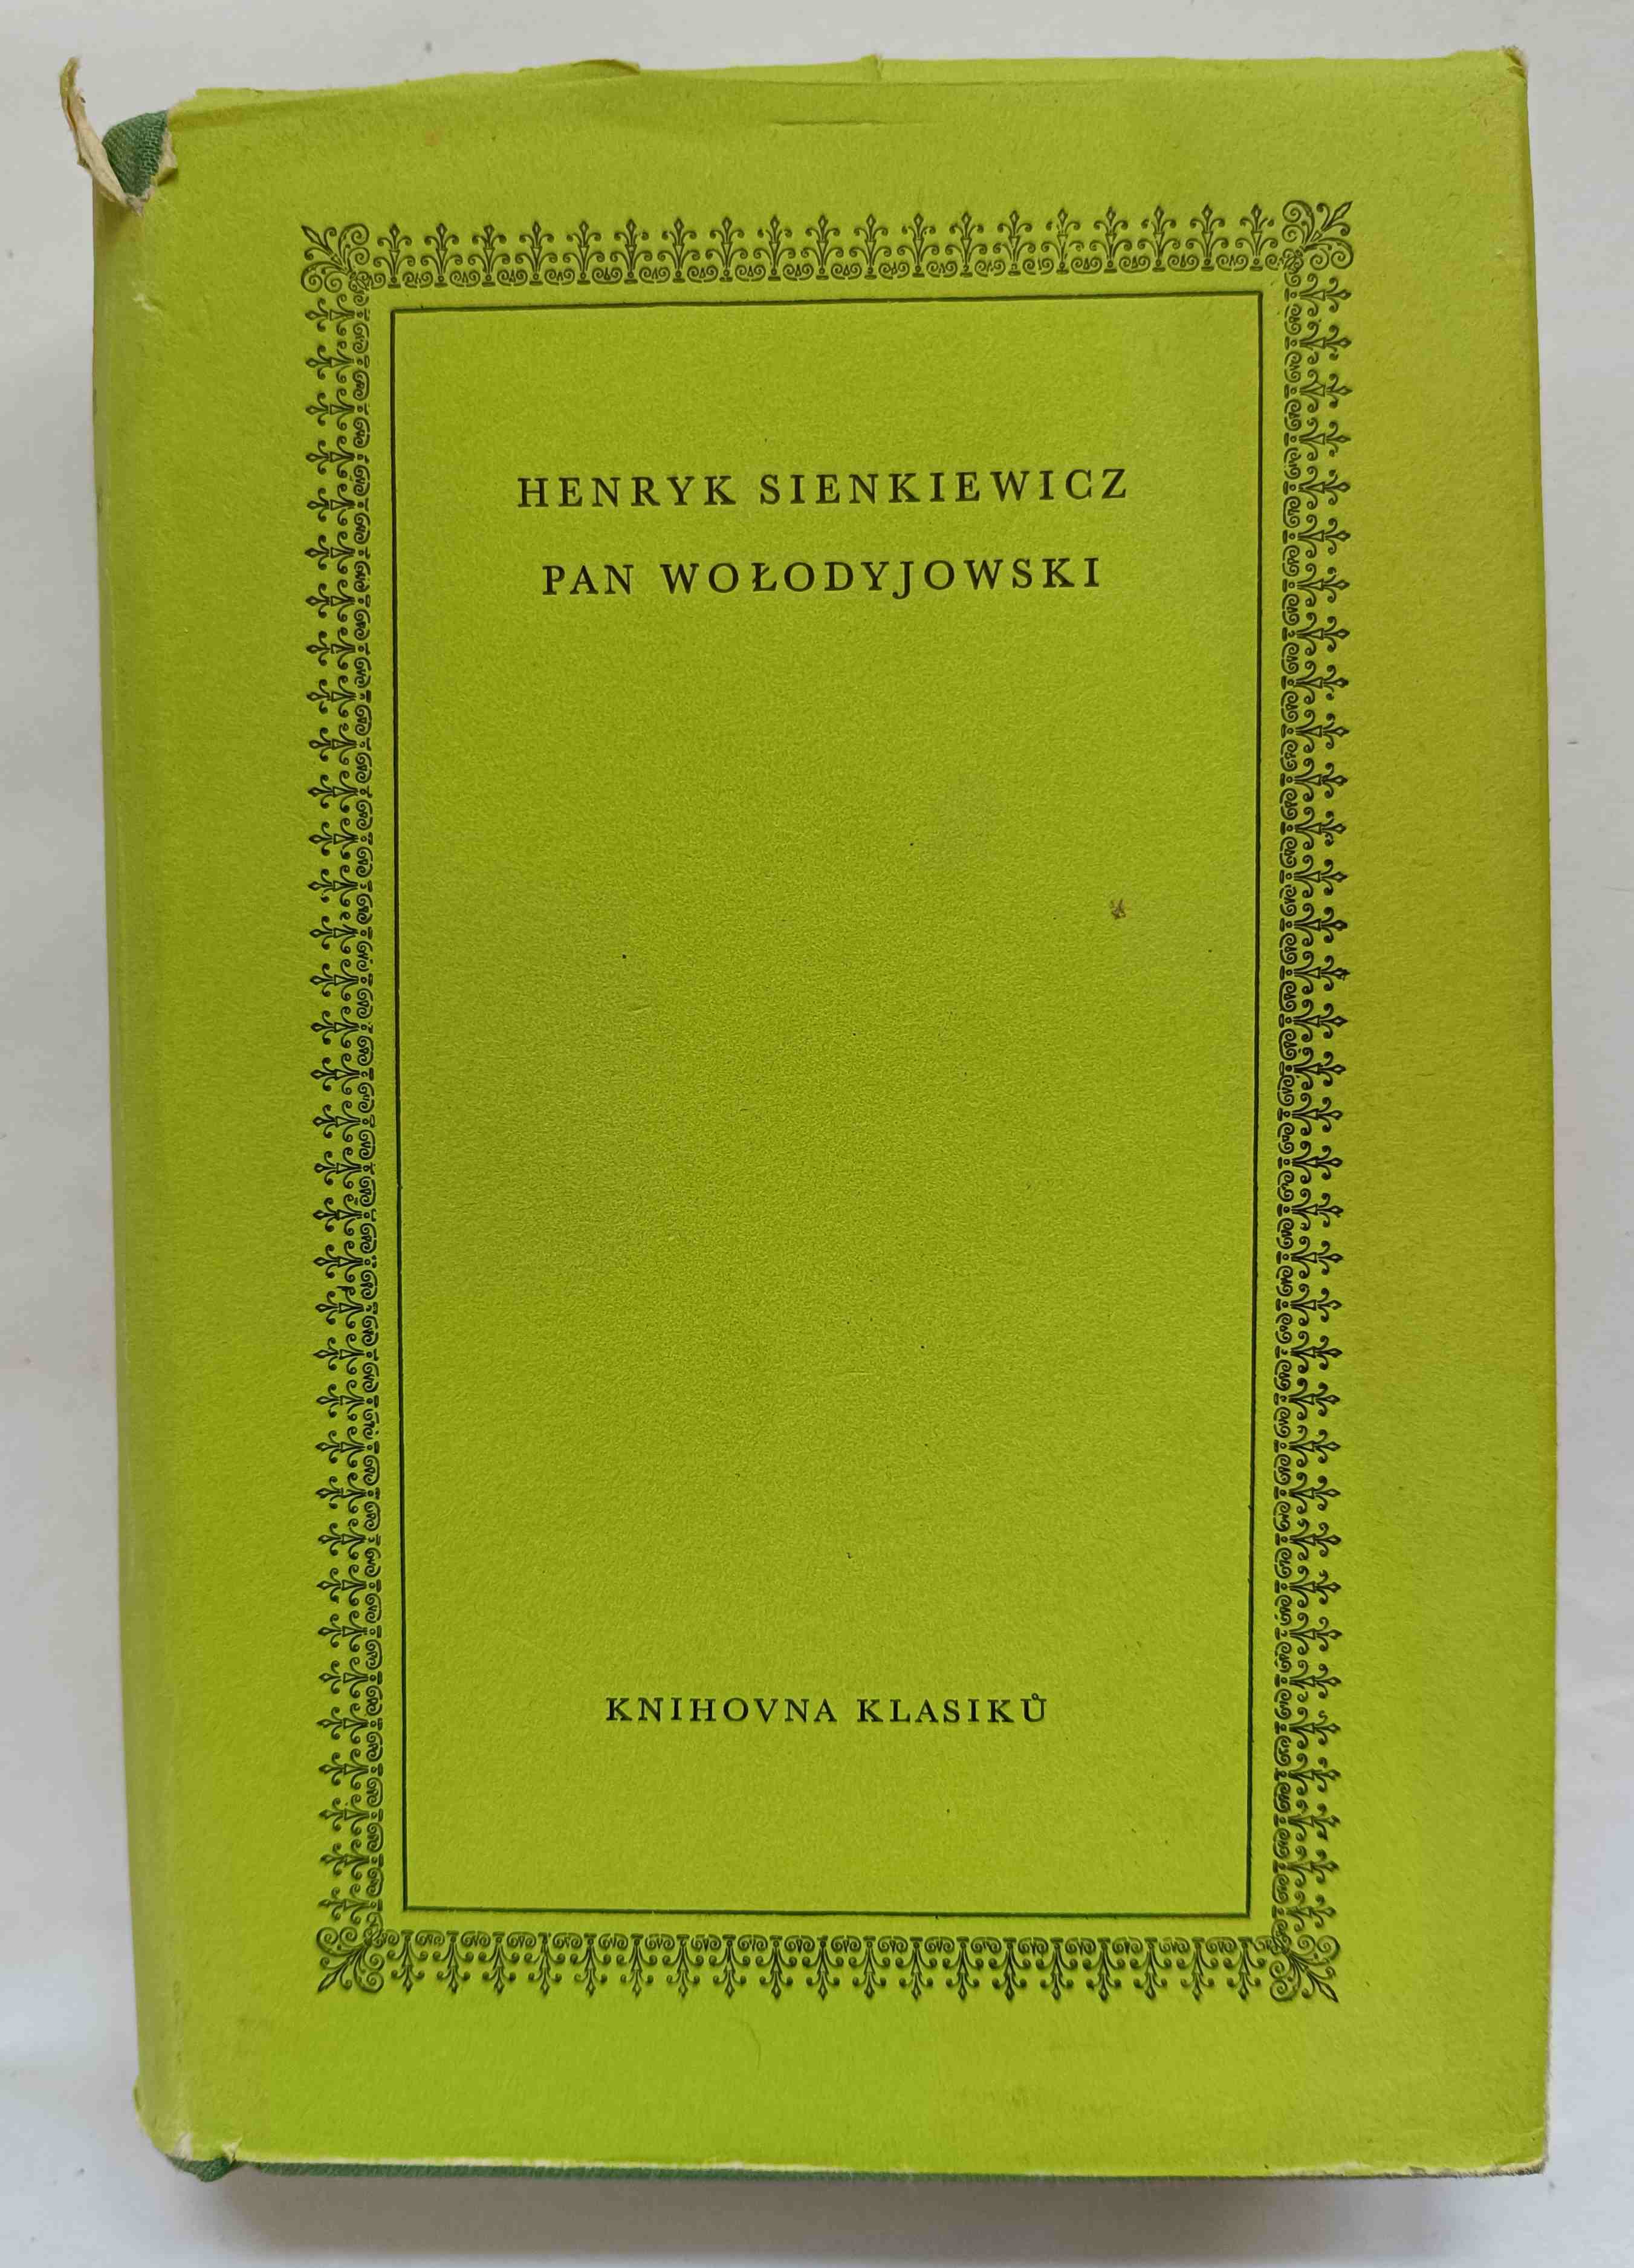 HENRYK SIENKIEWICZ
PAN WOŁODYJOWSKI
KNIHOVNA KLASIKŮ